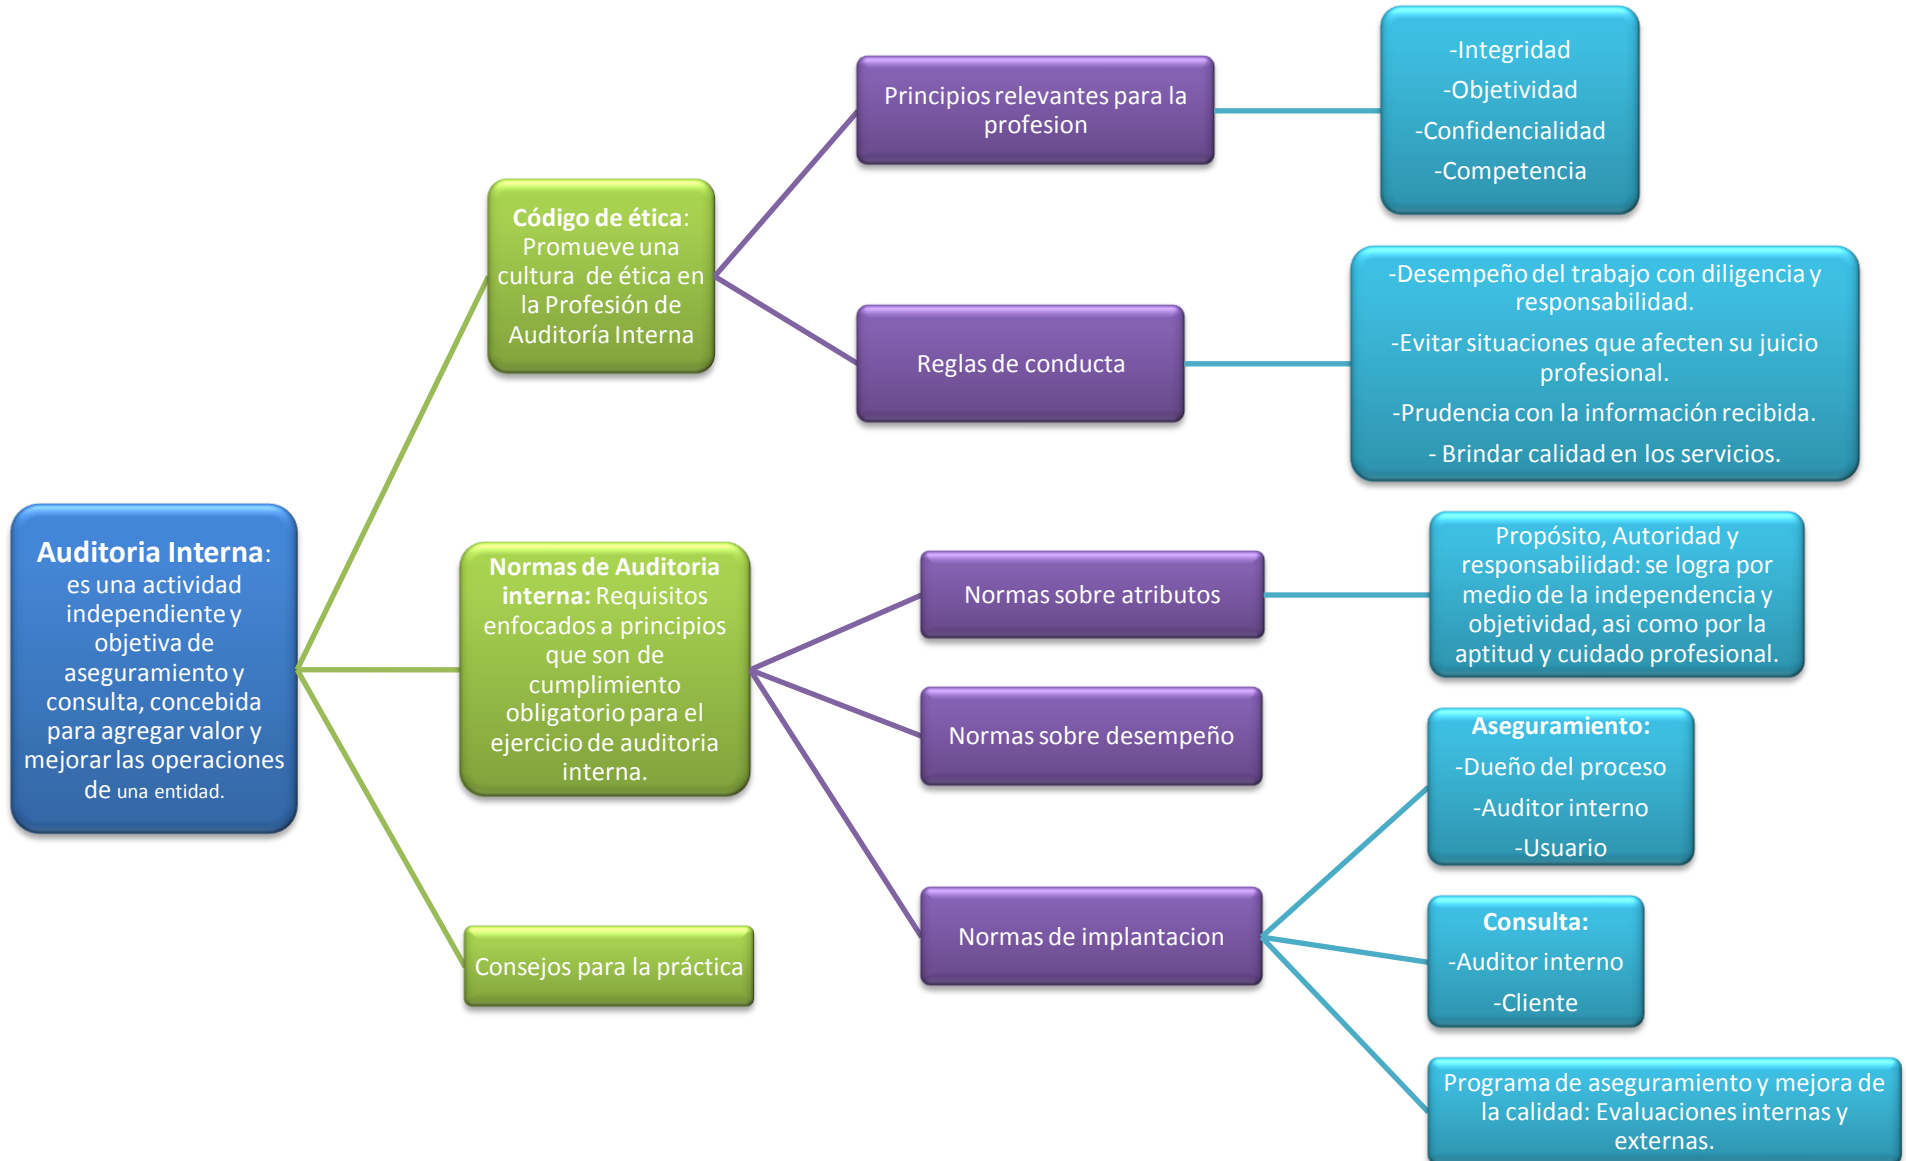 Auditoria Interna:
es una actividad
independiente y
objetiva de
aseguramiento y
consulta, concebida
para agregar valor y
mejorar las operaciones
de una entidad.
Código de ética:
Promueve una
cultura de ética en
la Profesión de
Auditoría Interna
Principios relevantes para la
profesion
-Integridad
-Objetividad
-Confidencialidad
-Competencia
Reglas de conducta
-Desempeño del trabajo con diligencia y
responsabilidad.
-Evitar situaciones que afecten su juicio
profesional.
-Prudencia con la información recibida.
- Brindar calidad en los servicios.
Normas de Auditoria
interna: Requisitos
enfocados a principios
que son de
cumplimiento
obligatorio para el
ejercicio de auditoria
interna.
Normas sobre atributos
Propósito, Autoridad y
responsabilidad: se logra por
medio de la independencia y
objetividad, asi como por la
aptitud y cuidado profesional.
Normas sobre desempeño
Normas de implantacion
Aseguramiento:
-Dueño del proceso
-Auditor interno
-Usuario
Consulta:
-Auditor interno
-Cliente
Programa de aseguramiento y mejora de
la calidad: Evaluaciones internas y
externas.
Consejos para la práctica